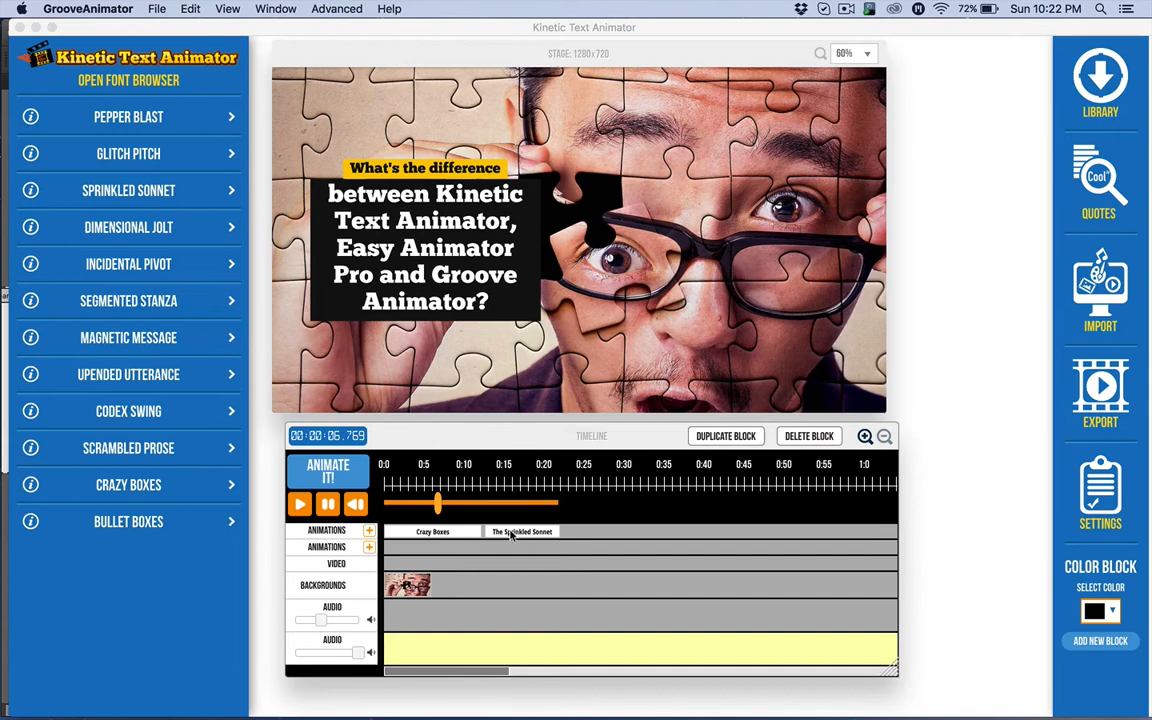 GrooveAnimator File Edit View Window Advanced Help
72% Sun 10:22 PM
Kinetic Text Animator
Kinetic Text Animator
OPEN FONT BROWSER
PEPPER BLAST
GLITCH PITCH
SPRINKLED SONNET
DIMENSIONAL JOLT
INCIDENTAL PIVOT
SEGMENTED STANZA
MAGNETIC MESSAGE
UPENDED UTTERANCE
CODEX SWING
SCRAMBLED PROSE
CRAZY BOXES
BULLET BOXES
STAGE: 1280x720
60%
What's the difference
between Kinetic
Text Animator,
Easy Animator
Pro and Groove
Animator?
00:00:06.769
TIMELINE
DUPLICATE BLOCK
DELETE BLOCK
ANIMATE
IT!
0:0 0:5 0:10 0:15 0:20 0:25 0:30 0:35 0:40 0:45 0:50 0:55 1:0
ANIMATIONS +
Crazy Boxes
The Sprinkled Sonnet
ANIMATIONS +
VIDEO
BACKGROUNDS
AUDIO
AUDIO
LIBRARY
Cool"
QUOTES
IMPORT
EXPORT
SETTINGS
COLOR BLOCK
SELECT COLOR
ADD NEW BLOCK